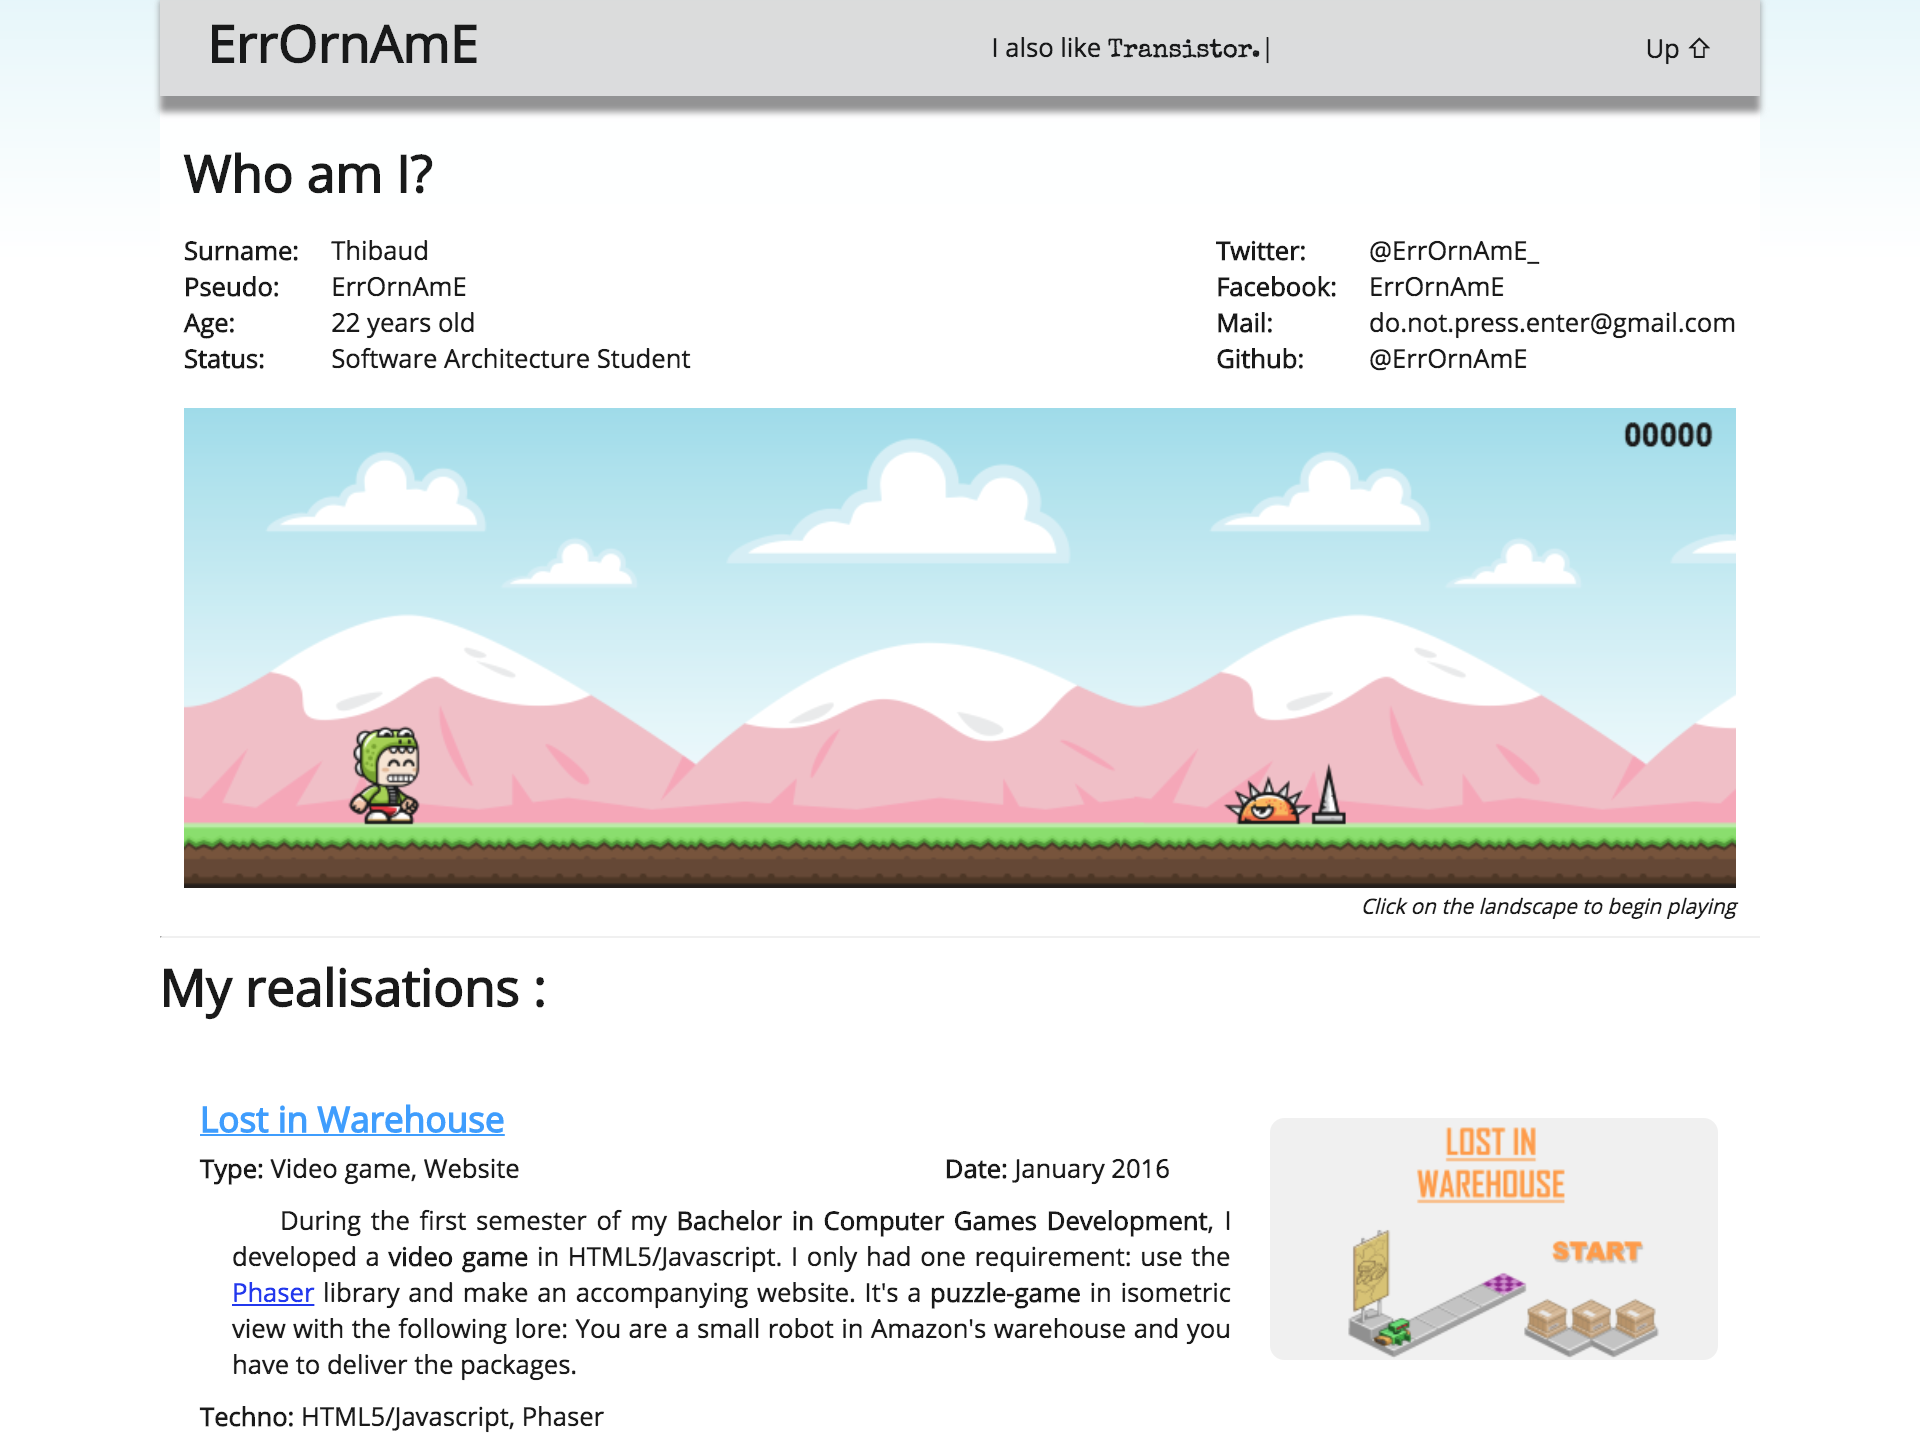 ErrOrnAmE
I also like Transistor.|
Up ⇧
Who am I?
Surname: Thibaud
Pseudo: ErrOrnAmE
Age: 22 years old
Status: Software Architecture Student
Twitter: @ErrOrnAmE_
Facebook: ErrOrnAmE
Mail: do.not.press.enter@gmail.com
Github: @ErrOrnAmE
00000
Click on the landscape to begin playing
My realisations :
Lost in Warehouse
Type: Video game, Website
Date: January 2016
During the first semester of my Bachelor in Computer Games Development, I
developed a video game in HTML5/Javascript. I only had one requirement: use the
Phaser library and make an accompanying website. It's a puzzle-game in isometric
view with the following lore: You are a small robot in Amazon's warehouse and you
have to deliver the packages.
Techno: HTML5/Javascript, Phaser
LOST IN
WAREHOUSE
START